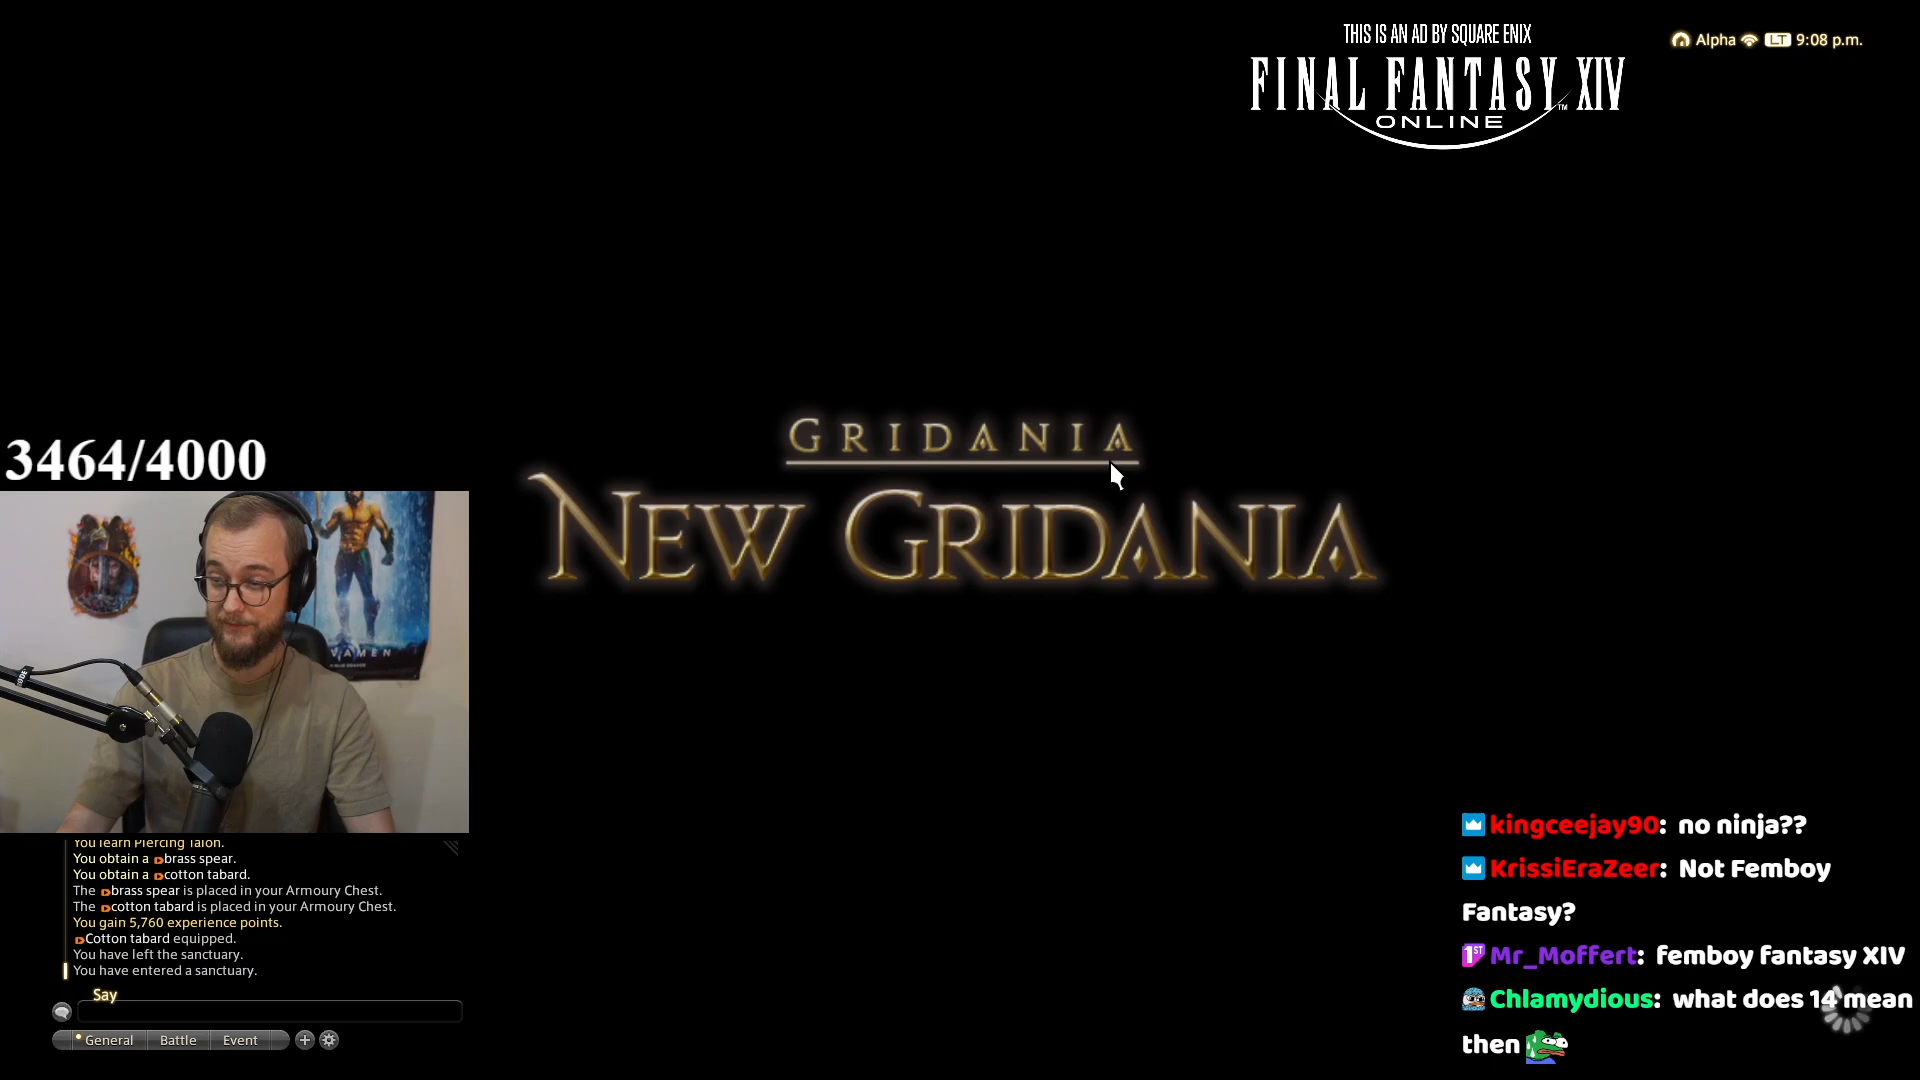 THIS IS AN AD BY SQUARE ENIX
FINAL FANTASY XIV
ONLINE
Alpha LT 9:08 p.m.
GRIDANIA
NEW GRIDANIA
3464/4000
VAMEN
RODE
You learn Piercing Talon.
You obtain a brass spear.
You obtain a cotton tabard.
The brass spear is placed in your Armoury Chest.
The cotton tabard is placed in your Armoury Chest.
You gain 5,760 experience points.
Cotton tabard equipped.
You have left the sanctuary.
You have entered a sanctuary.
Say
General Battle Event
kingceejay90: no ninja??
KrissiEraZeer: Not Femboy
Fantasy?
1ST Mr_Moffert: femboy fantasy XIV
Chlamydious: what does 14 mean
then